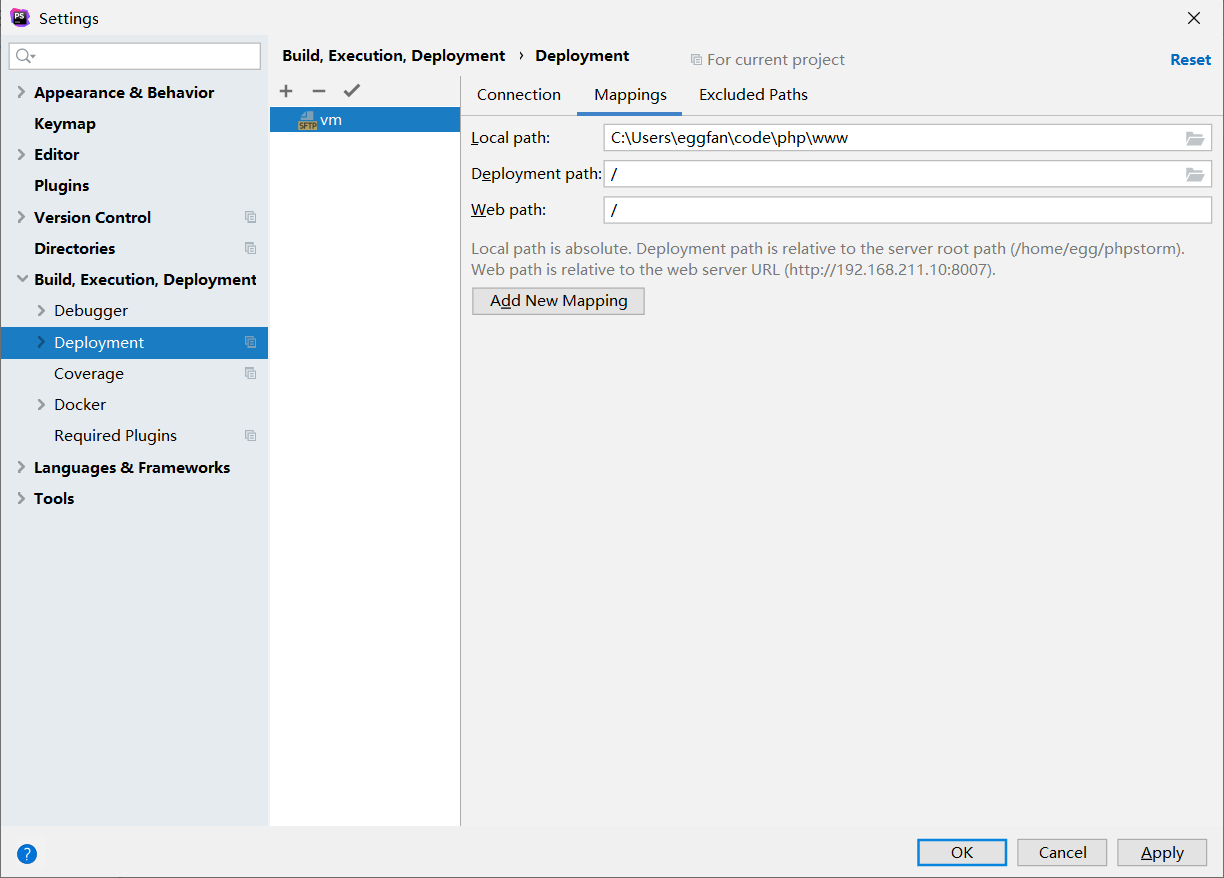 PS
Settings
Build, Execution, Deployment › Deployment
For current project
Reset
Appearance & Behavior
Keymap
Editor
Plugins
Version Control
Directories
Build, Execution, Deployment
Debugger
Deployment
Coverage
Docker
Required Plugins
Languages & Frameworks
Tools
SFTP vm
Connection Mappings Excluded Paths
Local path: C:\Users\eggfan\code\php\www
Deployment path: /
Web path: /
Local path is absolute. Deployment path is relative to the server root path (/home/egg/phpstorm).
Web path is relative to the web server URL (http://192.168.211.10:8007).
Add New Mapping
?
OK Cancel Apply